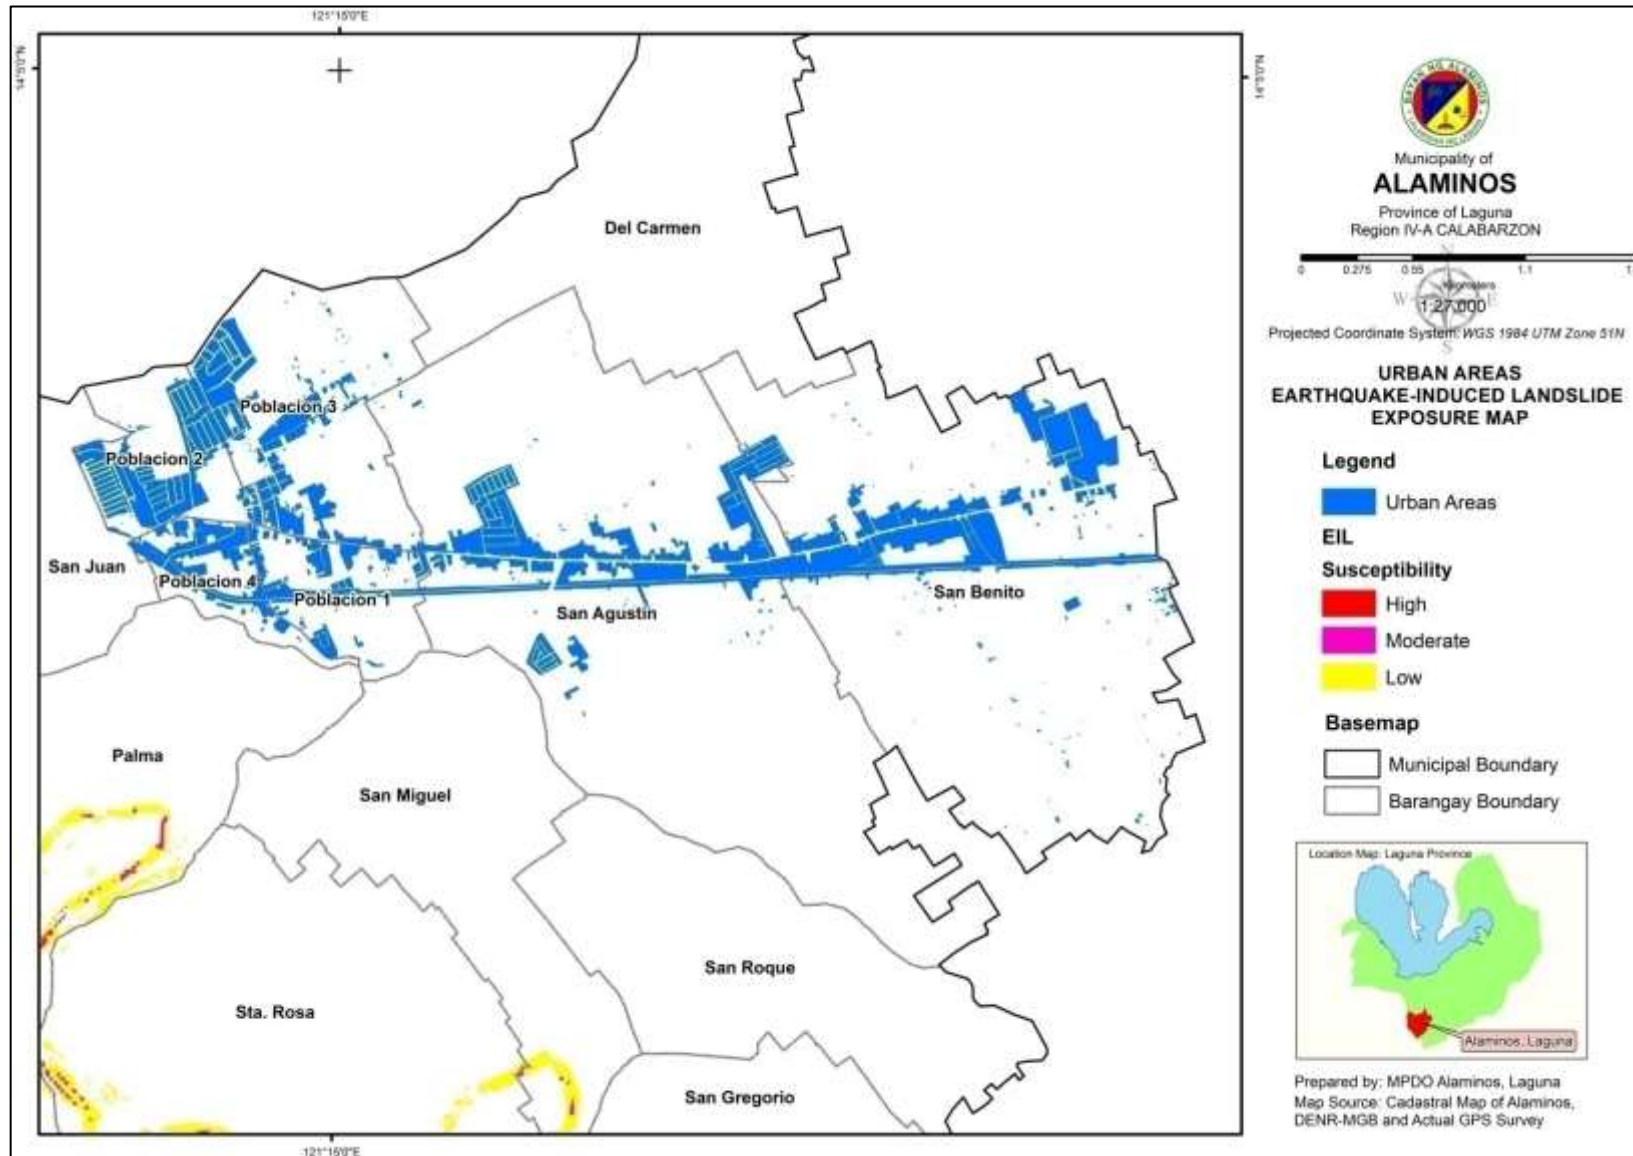 121°15'0"E
14°5'0"N
14°5'0"N
Del Carmen
Poblacion 3
Poblacion 2
San Juan
Poblacion 4
Poblacion 1
San Agustin
San Benito
Palma
San Miguel
San Roque
Sta. Rosa
San Gregorio
121°15'0"E
BAYAN NG ALAMINOS
Municipality of
ALAMINOS
Province of Laguna
Region IV-A CALABARZON
0 0.275 0.55 1.1
N
Kilometers
W E
1:27,000
Projected Coordinate System: WGS 1984 UTM Zone 51N
S
URBAN AREAS
EARTHQUAKE-INDUCED LANDSLIDE
EXPOSURE MAP
Legend
Urban Areas
EIL
Susceptibility
High
Moderate
Low
Basemap
Municipal Boundary
Barangay Boundary
Location Map: Laguna Province
Alaminos, Laguna
Prepared by: MPDO Alaminos, Laguna
Map Source: Cadastral Map of Alaminos,
DENR-MGB and Actual GPS Survey